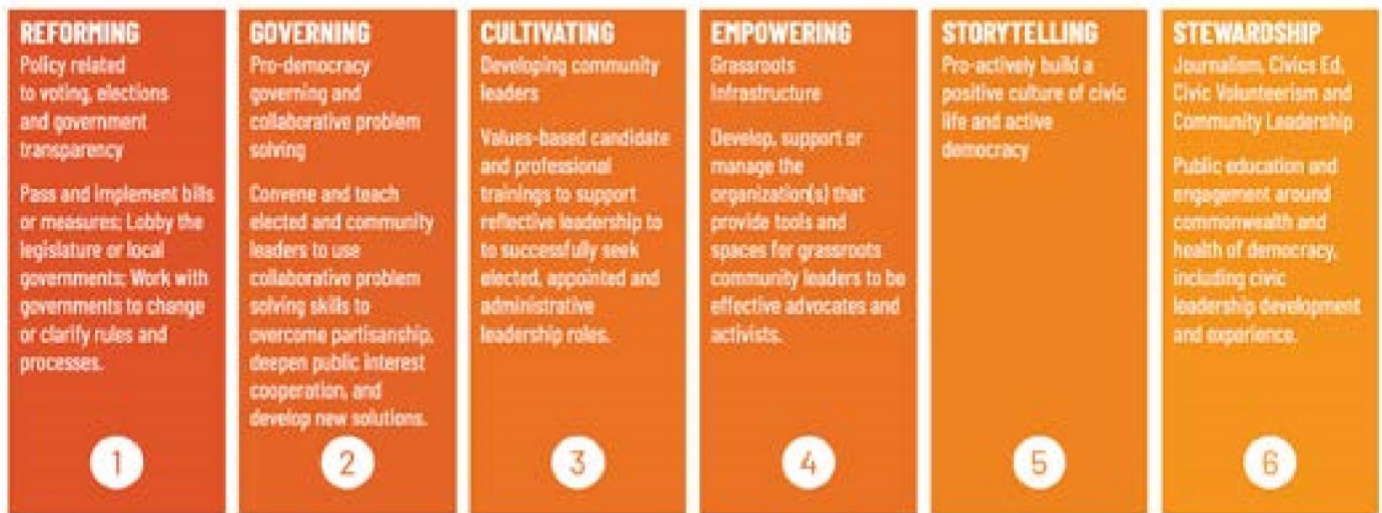 REFORMING
Policy related
to voting, elections
and government
transparency
Pass and implement bills
or measures; Lobby the
legislature or local
governments; Work with
governments to change
or clarify rules and
processes.
1
GOVERNING
Pro-democracy
governing and
collaborative problem
solving
Convene and teach
elected and community
leaders to use
collaborative problem
solving skills to
overcome partisanship,
deepen public interest
cooperation, and
develop new solutions.
2
CULTIVATING
Developing community
leaders
Values-based candidate
and professional
trainings to support
reflective leadership to
to successfully seek
elected, appointed and
administrative
leadership roles.
3
EMPOWERING
Grassroots
Infrastructure
Develop, support or
manage the
organization(s) that
provide tools and
spaces for grassroots
community leaders to be
effective advocates and
activists.
4
STORYTELLING
Pro-actively build a
positive culture of civic
life and active
democracy
5
STEWARDSHIP
Journalism, Civics Ed,
Civic Volunteerism and
Community Leadership
Public education and
engagement around
commonwealth and
health of democracy,
including civic
leadership development
and experience.
6